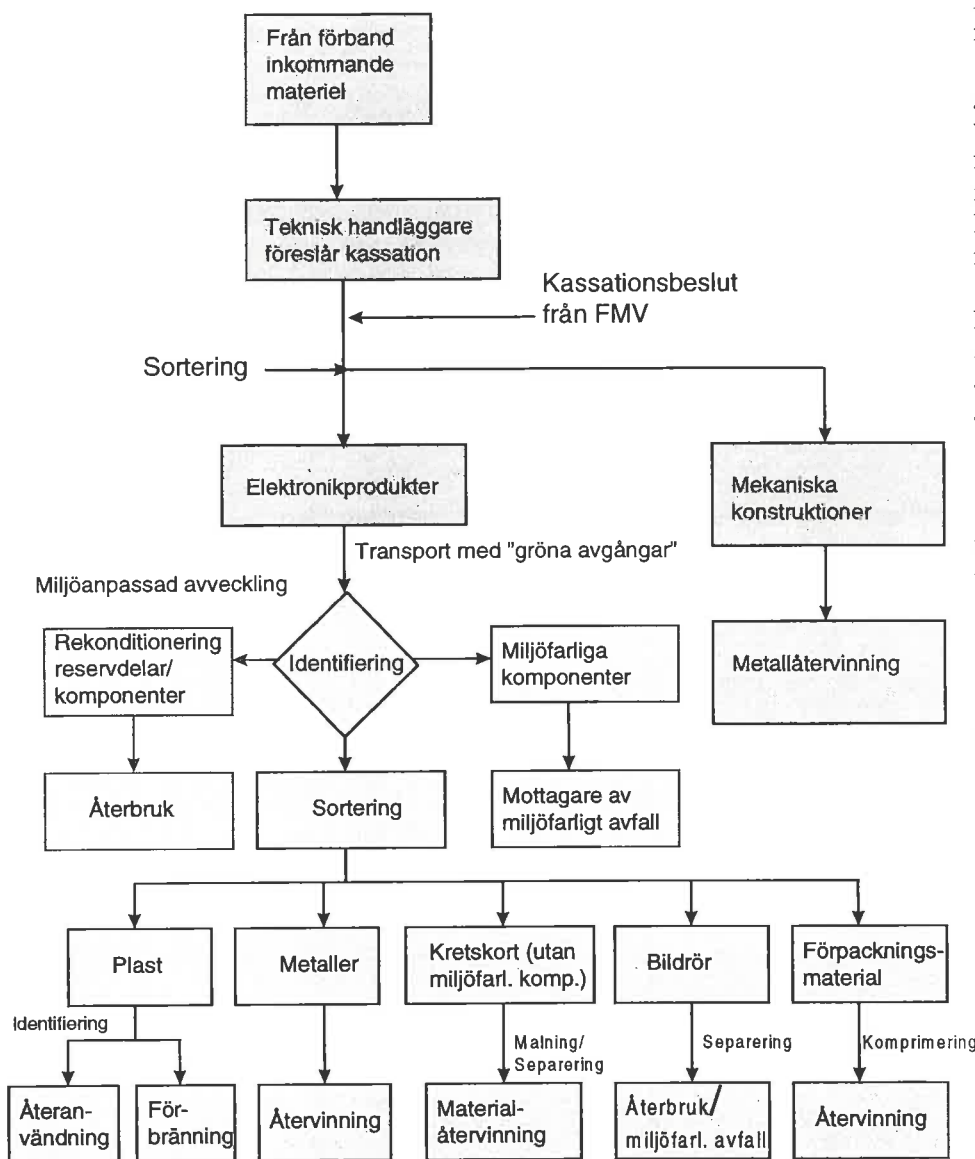 Från förband
inkommande
materiel
Teknisk handläggare
föreslår kassation
Kassationsbeslut
från FMV
Sortering
Elektronikprodukter
Mekaniska
konstruktioner
Transport med "gröna avgångar"
Miljöanpassad avveckling
Rekonditionering
reservdelar/
komponenter
Identifiering
Miljöfarliga
komponenter
Metallåtervinning
Återbruk
Sortering
Mottagare av
miljöfarligt avfall
Plast
Metaller
Kretskort (utan
miljöfarl. komp.)
Bildrör
Förpacknings-
material
Identifiering
Malning/
Separering
Separering
Komprimering
Återan-
vändning
För-
bränning
Återvinning
Material-
återvinning
Återbruk/
miljöfarl. avfall
Återvinning